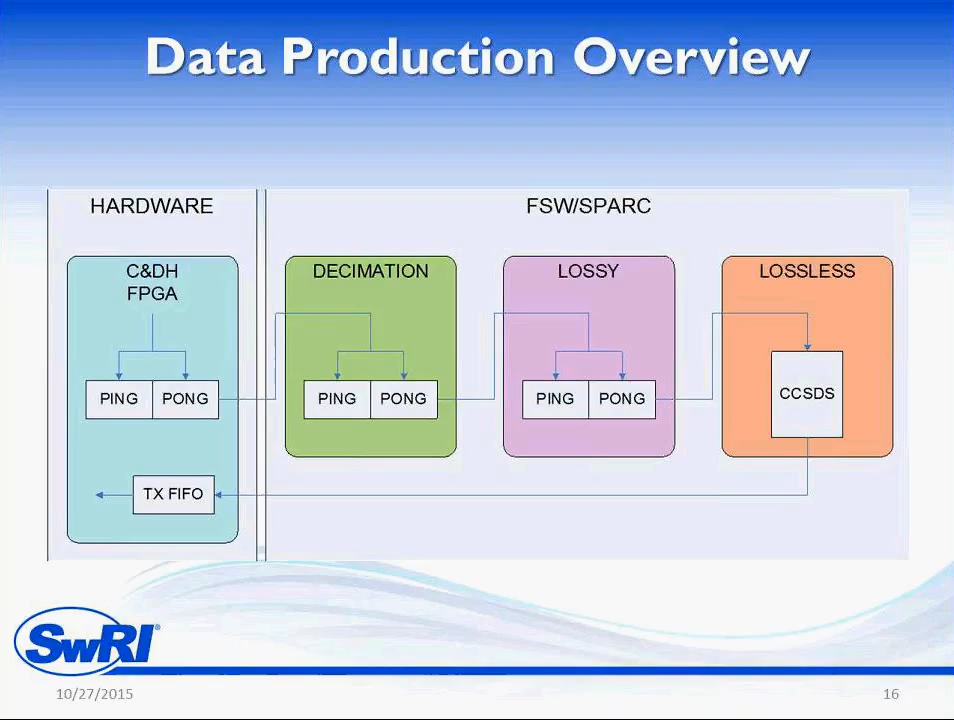 Data Production Overview
HARDWARE
FSW/SPARC
C&DH
FPGA
DECIMATION
LOSSY
LOSSLESS
PING PONG
PING PONG
PING PONG
CCSDS
TX FIFO
SwRI®
10/27/2015
16